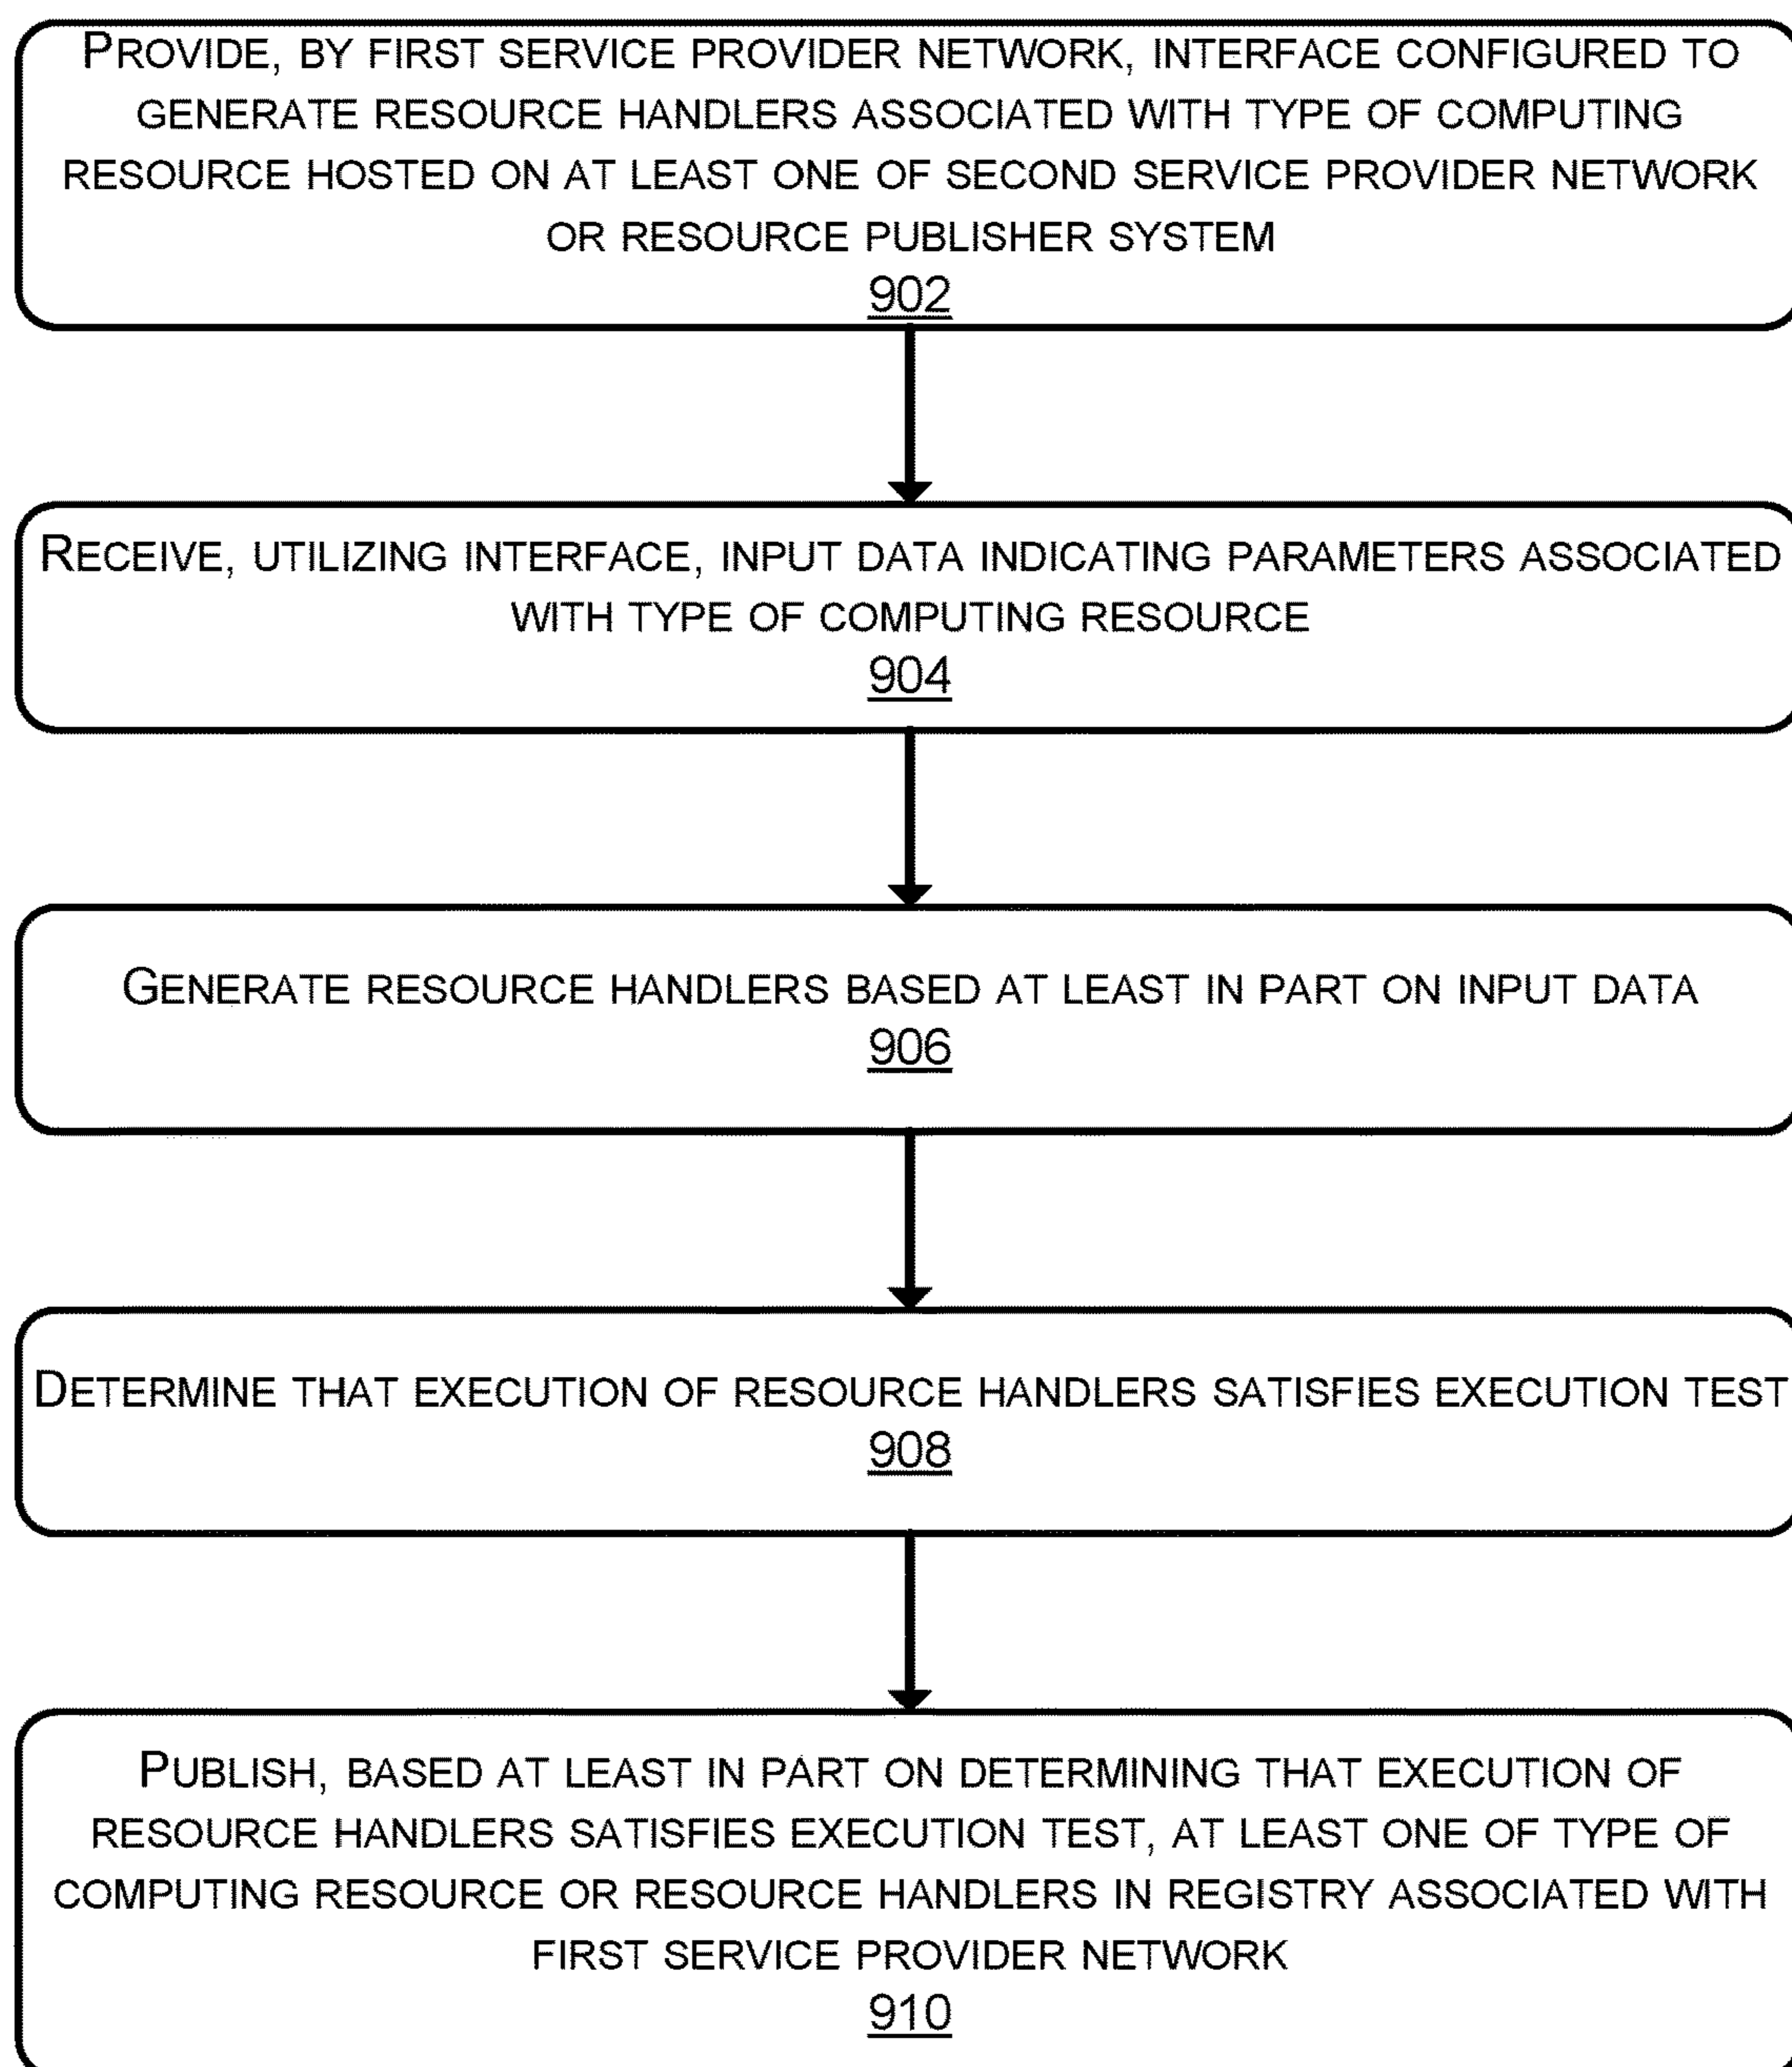 PROVIDE, BY FIRST SERVICE PROVIDER NETWORK, INTERFACE CONFIGURED TO
GENERATE RESOURCE HANDLERS ASSOCIATED WITH TYPE OF COMPUTING
RESOURCE HOSTED ON AT LEAST ONE OF SECOND SERVICE PROVIDER NETWORK
OR RESOURCE PUBLISHER SYSTEM
902
RECEIVE, UTILIZING INTERFACE, INPUT DATA INDICATING PARAMETERS ASSOCIATED
WITH TYPE OF COMPUTING RESOURCE
904
GENERATE RESOURCE HANDLERS BASED AT LEAST IN PART ON INPUT DATA
906
DETERMINE THAT EXECUTION OF RESOURCE HANDLERS SATISFIES EXECUTION TEST
908
PUBLISH, BASED AT LEAST IN PART ON DETERMINING THAT EXECUTION OF
RESOURCE HANDLERS SATISFIES EXECUTION TEST, AT LEAST ONE OF TYPE OF
COMPUTING RESOURCE OR RESOURCE HANDLERS IN REGISTRY ASSOCIATED WITH
FIRST SERVICE PROVIDER NETWORK
910